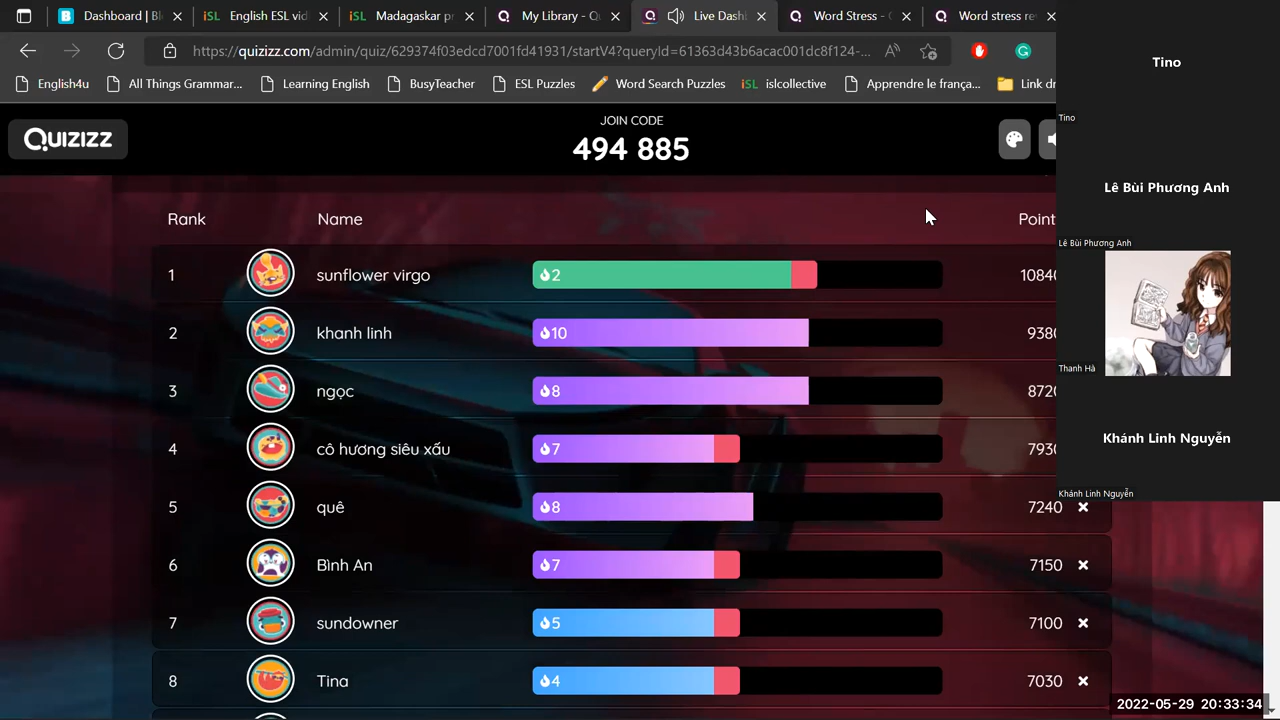 Dashboard | Bl
English ESL vid
Madagaskar pr
My Library - Qu
Live Dash
Word Stress - Q
Word stress re
https://quizizz.com/admin/quiz/629374f03edcd7001fd41931/startV4?queryId=61363d43b6acac001dc8f124-...
English4u
All Things Grammar...
Learning English
BusyTeacher
ESL Puzzles
Word Search Puzzles
iSL islcollective
Apprendre le frança...
Link dr
QUIZIZZ
JOIN CODE
494 885
Rank Name Point
1 sunflower virgo 2 10840
2 khanh linh 10 9380
3 ngọc 8 8720
4 cô hương siêu xấu 7 7930
5 quê 8 7240
6 Bình An 7 7150
7 sundowner 5 7100
8 Tina 4 7030
Tino
Tino
Lê Bùi Phương Anh
Lê Bùi Phương Anh
Thanh Hà
Khánh Linh Nguyễn
Khánh Linh Nguyễn
2022-05-29 20:33:34